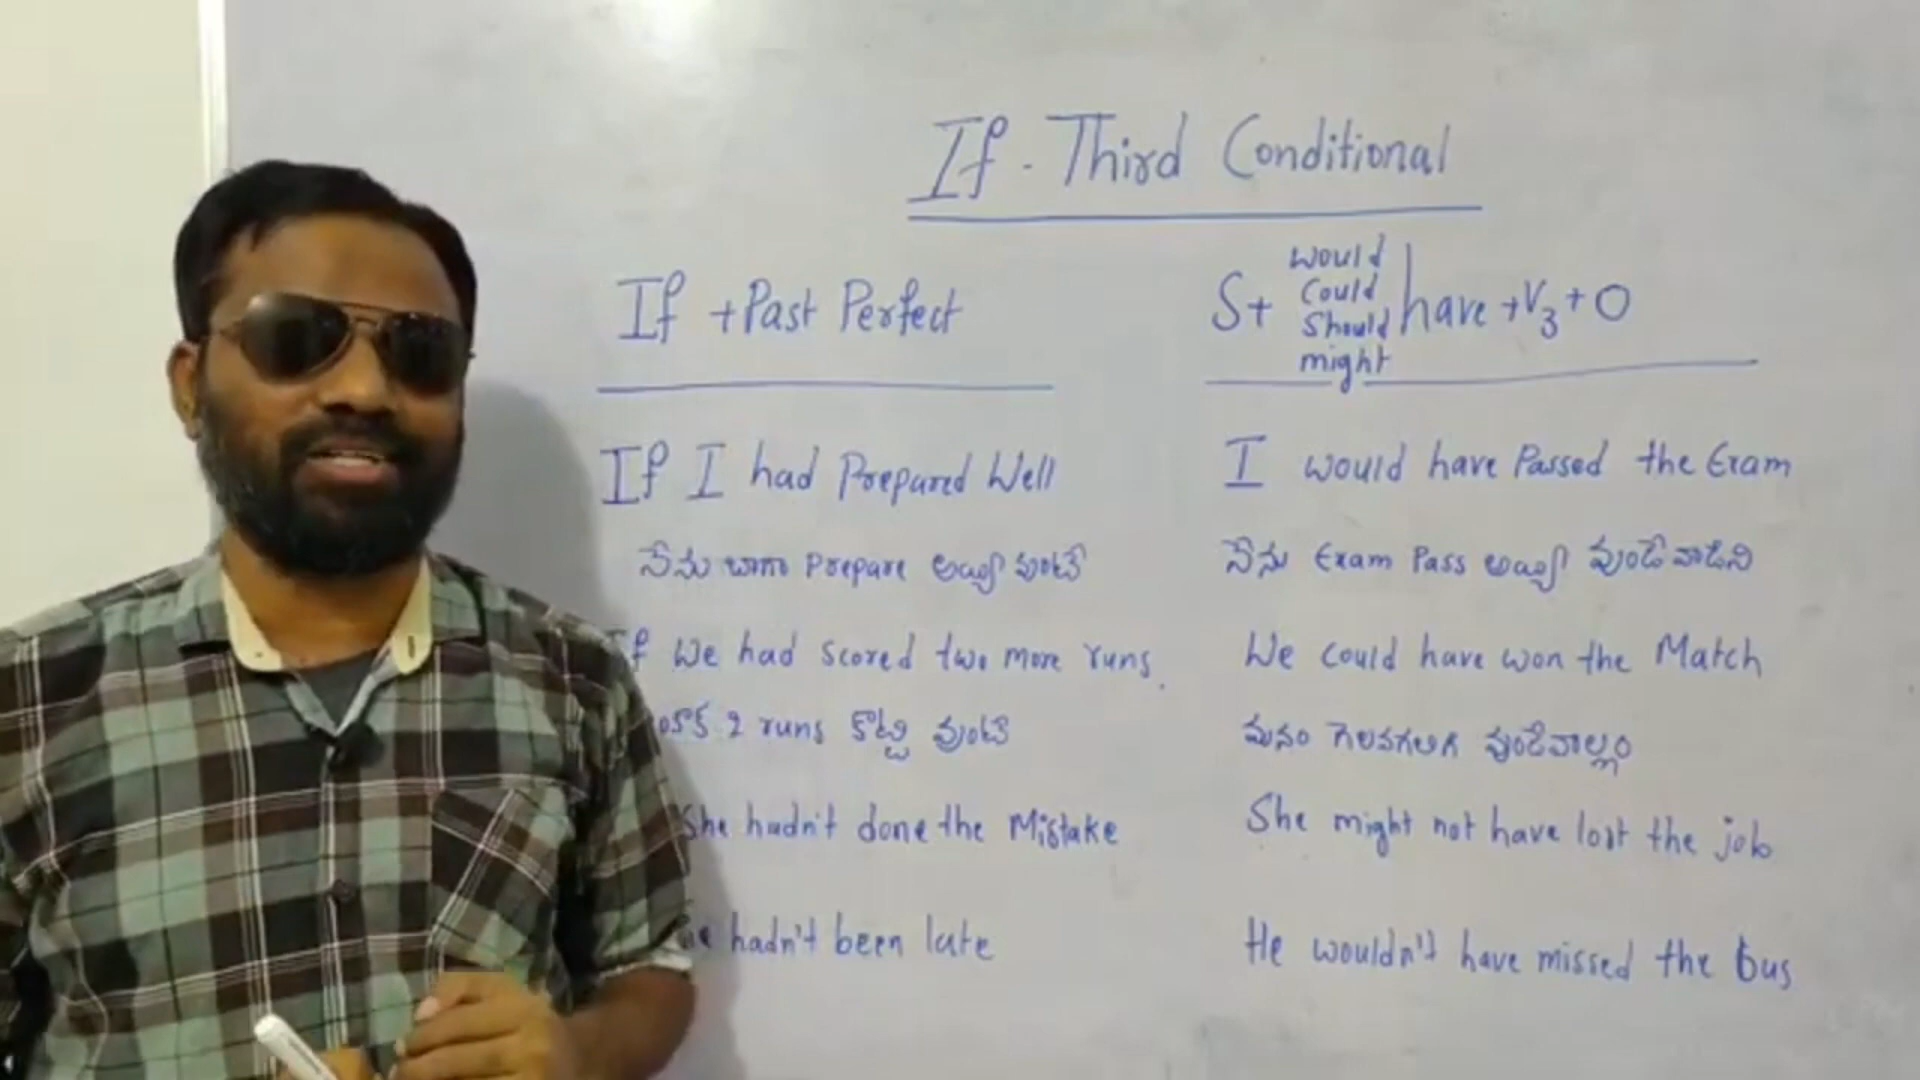 If - Third Conditional
If + Past Perfect
S + would could should might have + V3 + O
If I had Prepared Well
I would have Passed the Exam
నేను బాగా Prepare అయ్యి వుంటే
నేను Exam Pass అయ్యి వుండేవాడిని
If we had scored two more runs.
We could have won the Match
2 runs కొట్టి వుంటే
మనం గెలవగలిగి వుండేవాల్లం
She hadn't done the Mistake
She might not have lost the job
hadn't been late
He wouldn't have missed the bus